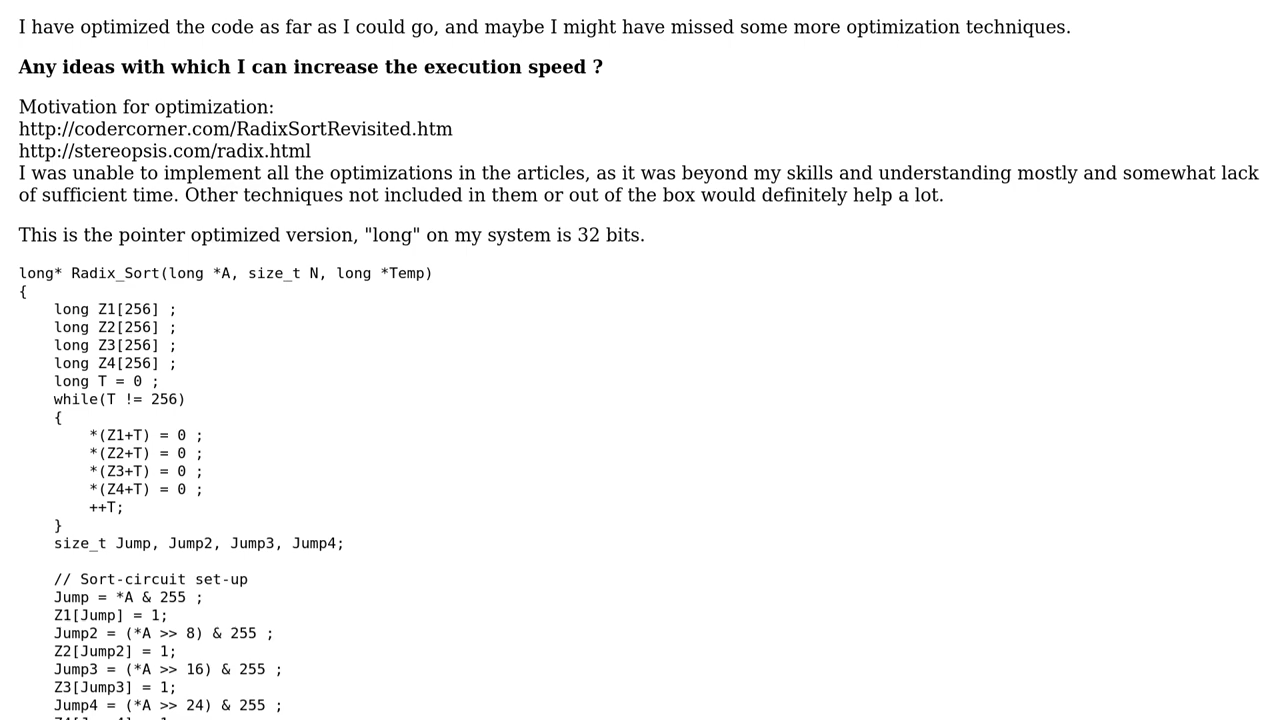 I have optimized the code as far as I could go, and maybe I might have missed some more optimization techniques.
Any ideas with which I can increase the execution speed ?
Motivation for optimization:
http://codercorner.com/RadixSortRevisited.htm
http://stereopsis.com/radix.html
I was unable to implement all the optimizations in the articles, as it was beyond my skills and understanding mostly and somewhat lack
of sufficient time. Other techniques not included in them or out of the box would definitely help a lot.
This is the pointer optimized version, "long" on my system is 32 bits.
long* Radix_Sort(long *A, size_t N, long *Temp)
{
    long Z1[256] ;
    long Z2[256] ;
    long Z3[256] ;
    long Z4[256] ;
    long T = 0 ;
    while(T != 256)
    {
        *(Z1+T) = 0 ;
        *(Z2+T) = 0 ;
        *(Z3+T) = 0 ;
        *(Z4+T) = 0 ;
        ++T;
    }
    size_t Jump, Jump2, Jump3, Jump4;
    // Sort-circuit set-up
    Jump = *A & 255 ;
    Z1[Jump] = 1;
    Jump2 = (*A >> 8) & 255 ;
    Z2[Jump2] = 1;
    Jump3 = (*A >> 16) & 255 ;
    Z3[Jump3] = 1;
    Jump4 = (*A >> 24) & 255 ;